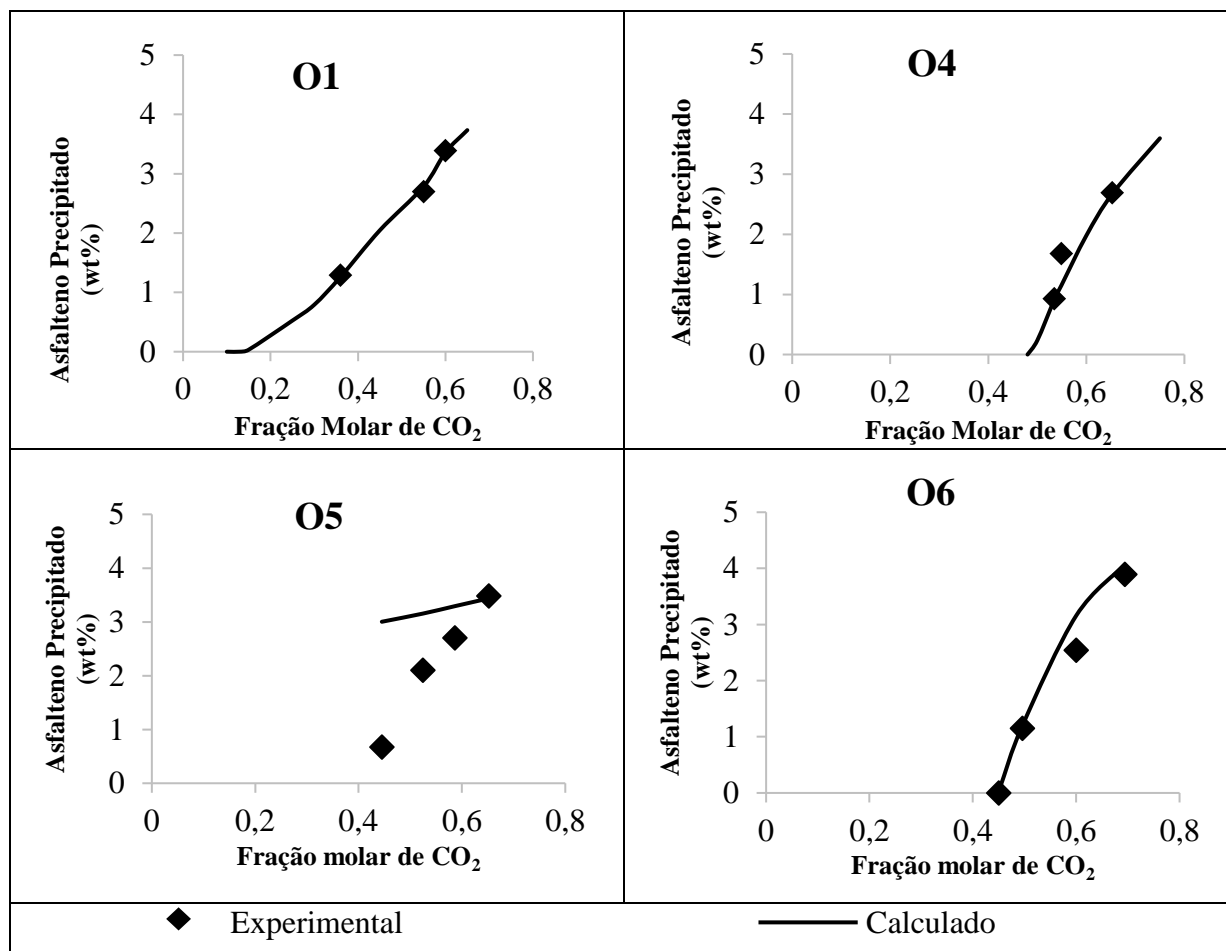 O1
Asfalteno Precipitado
(wt%)
5
4
3
2
1
0
0 0,2 0,4 0,6 0,8
Fração Molar de CO₂
O4
Asfalteno Precipitado
(wt%)
5
4
3
2
1
0
0 0,2 0,4 0,6 0,8
Fração Molar de CO₂
O5
Asfalteno Precipitado
(wt%)
5
4
3
2
1
0
0 0,2 0,4 0,6 0,8
Fração molar de CO₂
O6
Asfalteno Precipitado
(wt%)
5
4
3
2
1
0
0 0,2 0,4 0,6 0,8
Fração molar de CO₂
Experimental
Calculado